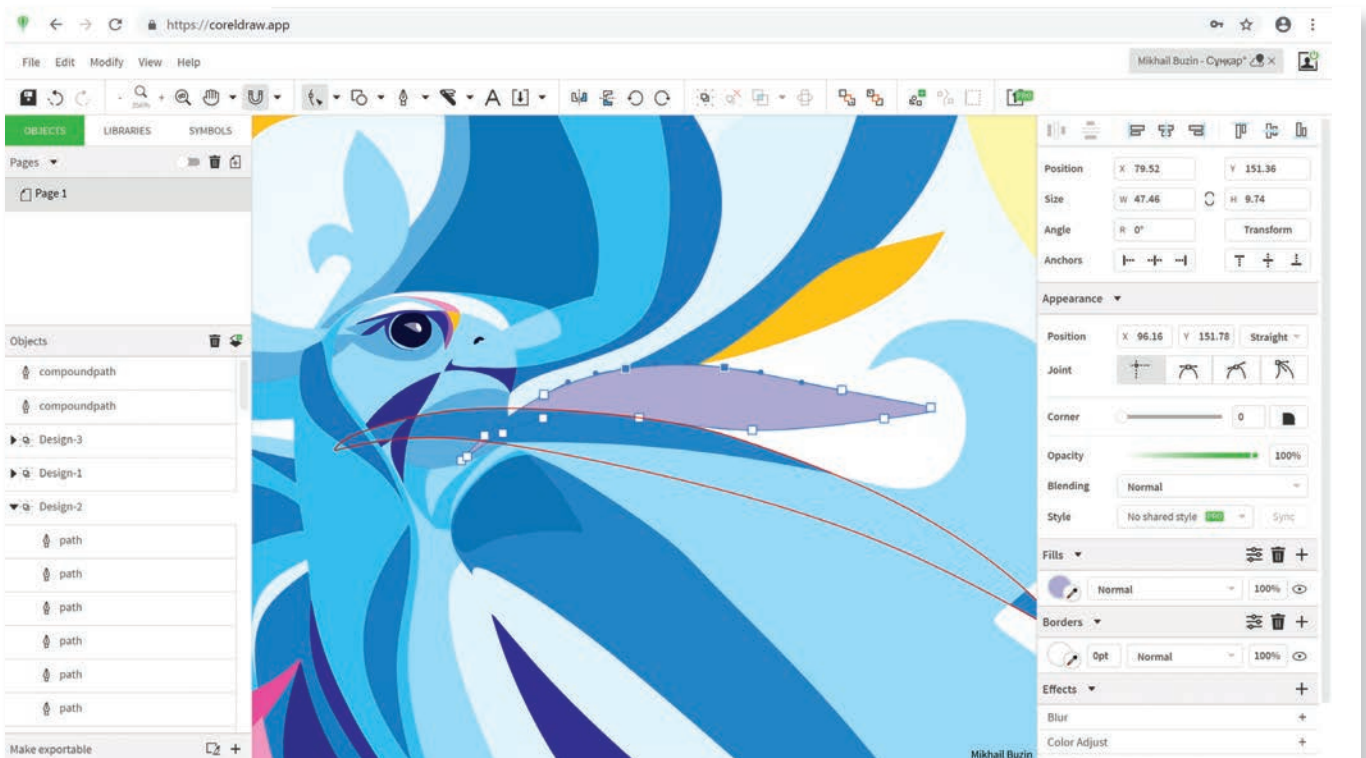 https://coreldraw.app
File Edit Modify View Help
Mikhail Buzin - Сұңқар* ×
A PRO
OBJECTS LIBRARIES SYMBOLS
Pages
Page 1
Objects
compoundpath
compoundpath
Design-3
Design-1
Design-2
path
path
path
path
path
path
Make exportable
Mikhail Buzin
Position X 79.52 Y 151.36
Size W 47.46 H 9.74
Angle R 0° Transform
Anchors
Appearance
Position X 96.16 Y 151.78 Straight
Joint
Corner 0
Opacity 100%
Blending Normal
Style No shared style PRO Sync
Fills
Normal 100%
Borders
0pt Normal 100%
Effects
Blur
Color Adjust